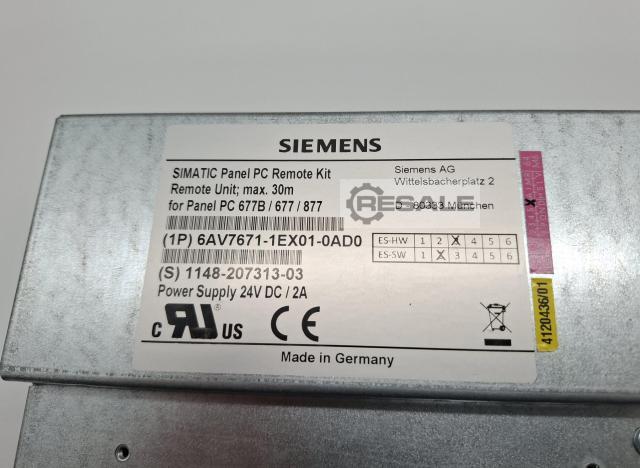 SIEMENS
SIMATIC Panel PC Remote Kit
Remote Unit; max. 30m
for Panel PC 677B / 677 / 877
Siemens AG
Wittelsbacherplatz 2
D - 80333 München
RESALE
(1P) 6AV7671-1EX01-0AD0
ES-HW 1 2 X 4 5 6
ES-SW 1 X 3 4 5 6
(S) 1148-207313-03
Power Supply 24V DC / 2A
c RU US CE
Made in Germany
4120436/01